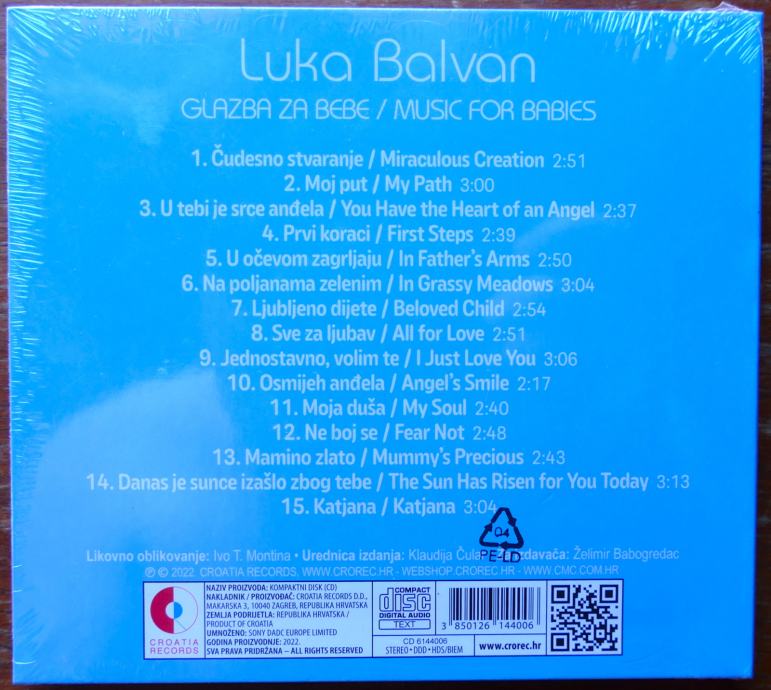 Luka Balvan
GLAZBA ZA BEBE / MUSIC FOR BABIES
1. Čudesno stvaranje / Miraculous Creation 2:51
2. Moj put / My Path 3:00
3. U tebi je srce anđela / You Have the Heart of an Angel 2:37
4. Prvi koraci / First Steps 2:39
5. U očevom zagrljaju / In Father's Arms 2:50
6. Na poljanama zelenim / In Grassy Meadows 3:04
7. Ljubljeno dijete / Beloved Child 2:54
8. Sve za ljubav / All for Love 2:51
9. Jednostavno, volim te / I Just Love You 3:06
10. Osmijeh anđela / Angel's Smile 2:17
11. Moja duša / My Soul 2:40
12. Ne boj se / Fear Not 2:48
13. Mamino zlato / Mummy's Precious 2:43
14. Danas je sunce izašlo zbog tebe / The Sun Has Risen for You Today 3:13
15. Katjana / Katjana 3:04
04
PE-LD
Likovno oblikovanje: Ivo T. Montina • Urednica izdanja: Klaudija Čular Želimir Babogredac
℗ © 2022 CROATIA RECORDS, WWW.CROREC.HR - WEBSHOP.CROREC.HR - WWW.CMC.COM.HR
CROATIA
RECORDS
NAZIV PROIZVODA: KOMPAKTNI DISK (CD)
NAKLADNIK / PROIZVOĐAČ: CROATIA RECORDS D.D.,
MAKARSKA 3, 10040 ZAGREB, REPUBLIKA HRVATSKA
ZEMLJA PODRIJETLA: REPUBLIKA HRVATSKA /
PRODUCT OF CROATIA
UMNOŽENO: SONY DADC EUROPE LIMITED
GODINA PROIZVODNJE: 2022.
SVA PRAVA PRIDRŽANA – ALL RIGHTS RESERVED
COMPACT
disc
DIGITAL AUDIO
TEXT
3 850126 144006
CD 6144006
STEREO • DDD • HDS/BIEM
www.crorec.hr